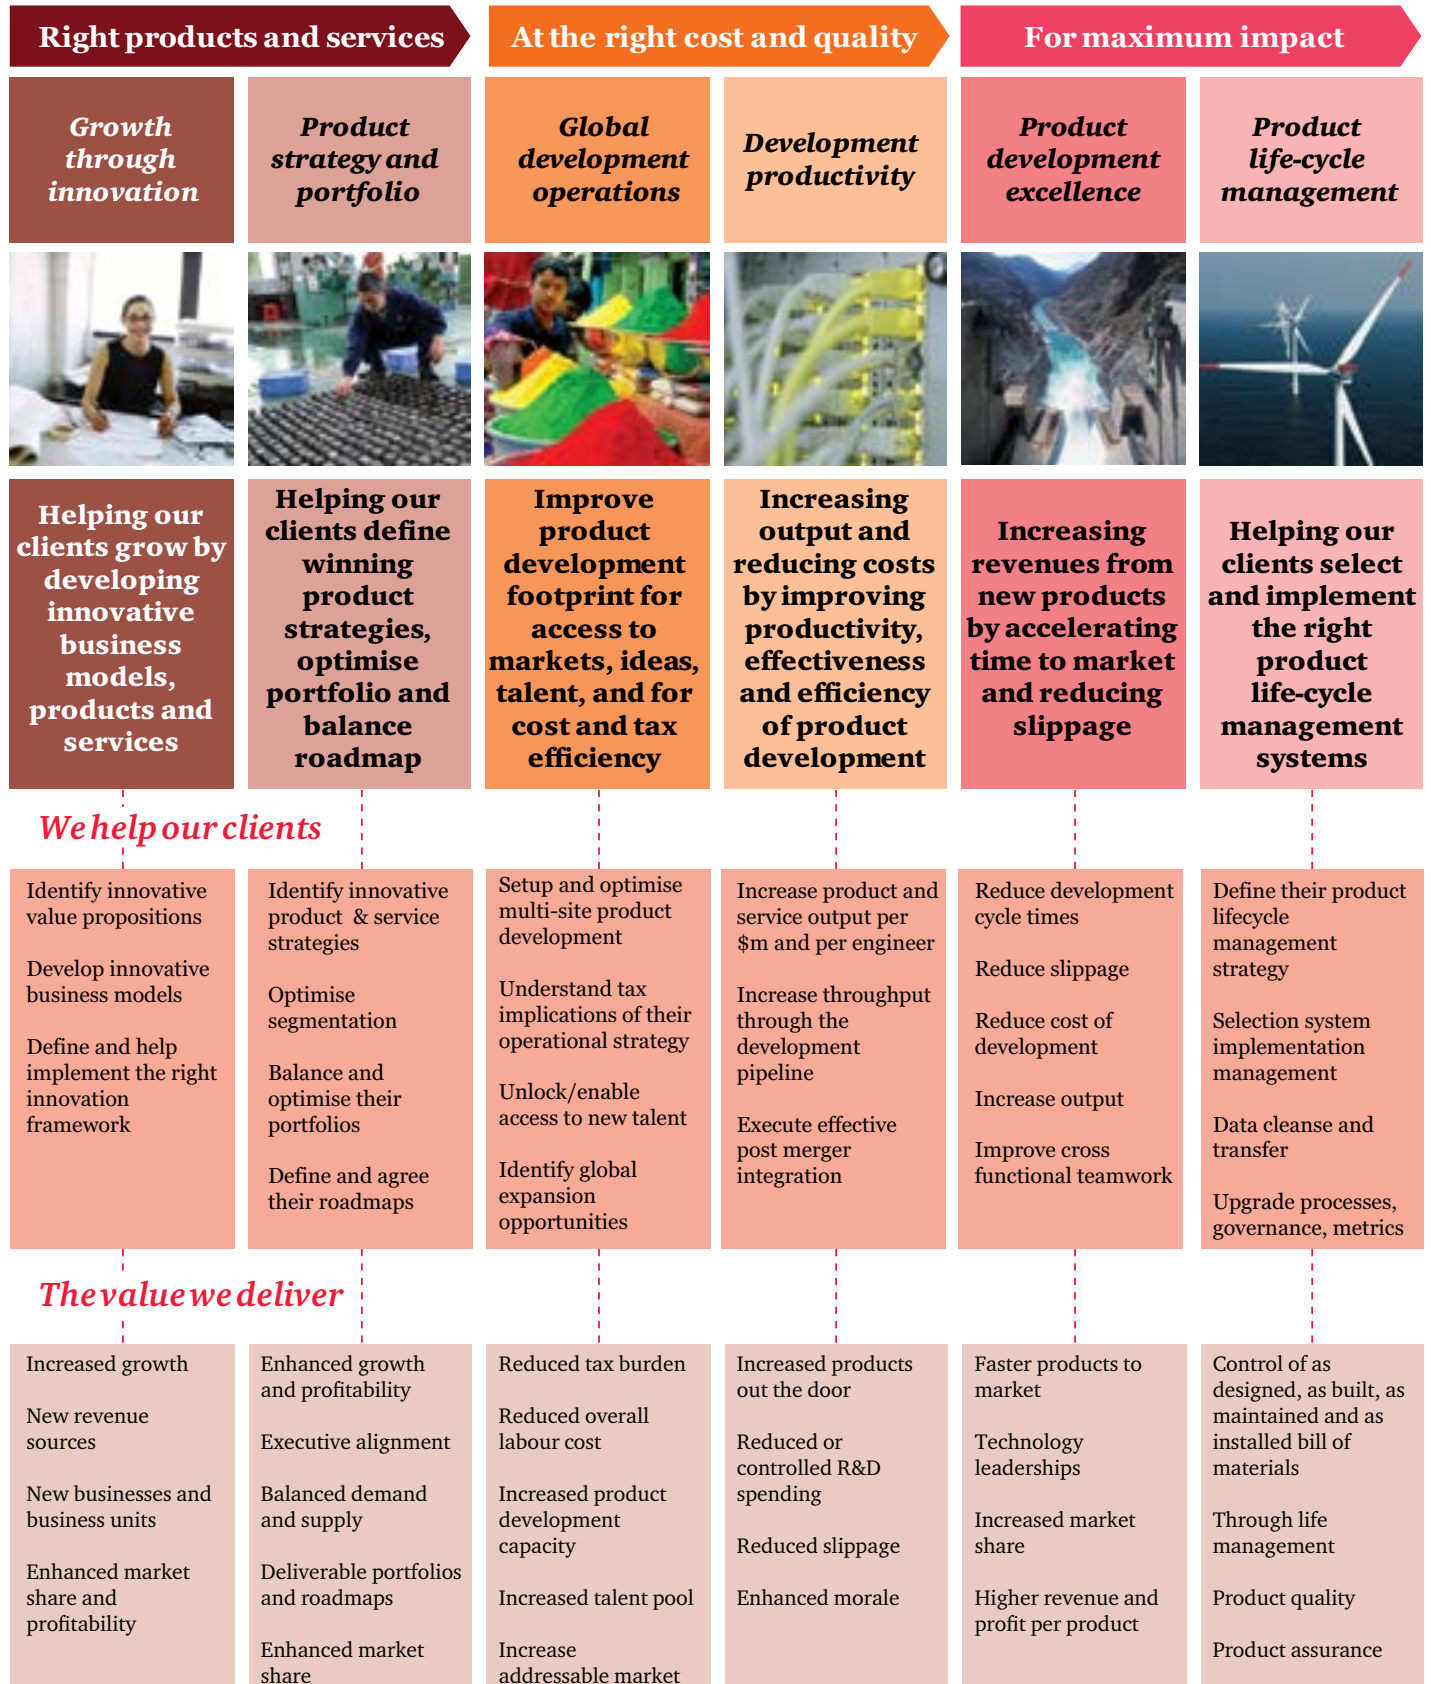 Right products and services
At the right cost and quality
For maximum impact
Growth
through
innovation
Product
strategy and
portfolio
Global
development
operations
Development
productivity
Product
development
excellence
Product
life-cycle
management
Helping our
clients grow by
developing
innovative
business
models,
products and
services
Helping our
clients define
winning
product
strategies,
optimise
portfolio and
balance
roadmap
Improve
product
development
footprint for
access to
markets, ideas,
talent, and for
cost and tax
efficiency
Increasing
output and
reducing costs
by improving
productivity,
effectiveness
and efficiency
of product
development
Increasing
revenues from
new products
by accelerating
time to market
and reducing
slippage
Helping our
clients select
and implement
the right
product
life-cycle
management
systems
We help our clients
Identify innovative
value propositions
Develop innovative
business models
Define and help
implement the right
innovation
framework
Identify innovative
product & service
strategies
Optimise
segmentation
Balance and
optimise their
portfolios
Define and agree
their roadmaps
Setup and optimise
multi-site product
development
Understand tax
implications of their
operational strategy
Unlock/enable
access to new talent
Identify global
expansion
opportunities
Increase product and
service output per
$m and per engineer
Increase throughput
through the
development
pipeline
Execute effective
post merger
integration
Reduce development
cycle times
Reduce slippage
Reduce cost of
development
Increase output
Improve cross
functional teamwork
Define their product
lifecycle
management
strategy
Selection system
implementation
management
Data cleanse and
transfer
Upgrade processes,
governance, metrics
The value we deliver
Increased growth
New revenue
sources
New businesses and
business units
Enhanced market
share and
profitability
Enhanced growth
and profitability
Executive alignment
Balanced demand
and supply
Deliverable portfolios
and roadmaps
Enhanced market
share
Reduced tax burden
Reduced overall
labour cost
Increased product
development
capacity
Increased talent pool
Increase
addressable market
Increased products
out the door
Reduced or
controlled R&D
spending
Reduced slippage
Enhanced morale
Faster products to
market
Technology
leaderships
Increased market
share
Higher revenue and
profit per product
Control of as
designed, as built, as
maintained and as
installed bill of
materials
Through life
management
Product quality
Product assurance